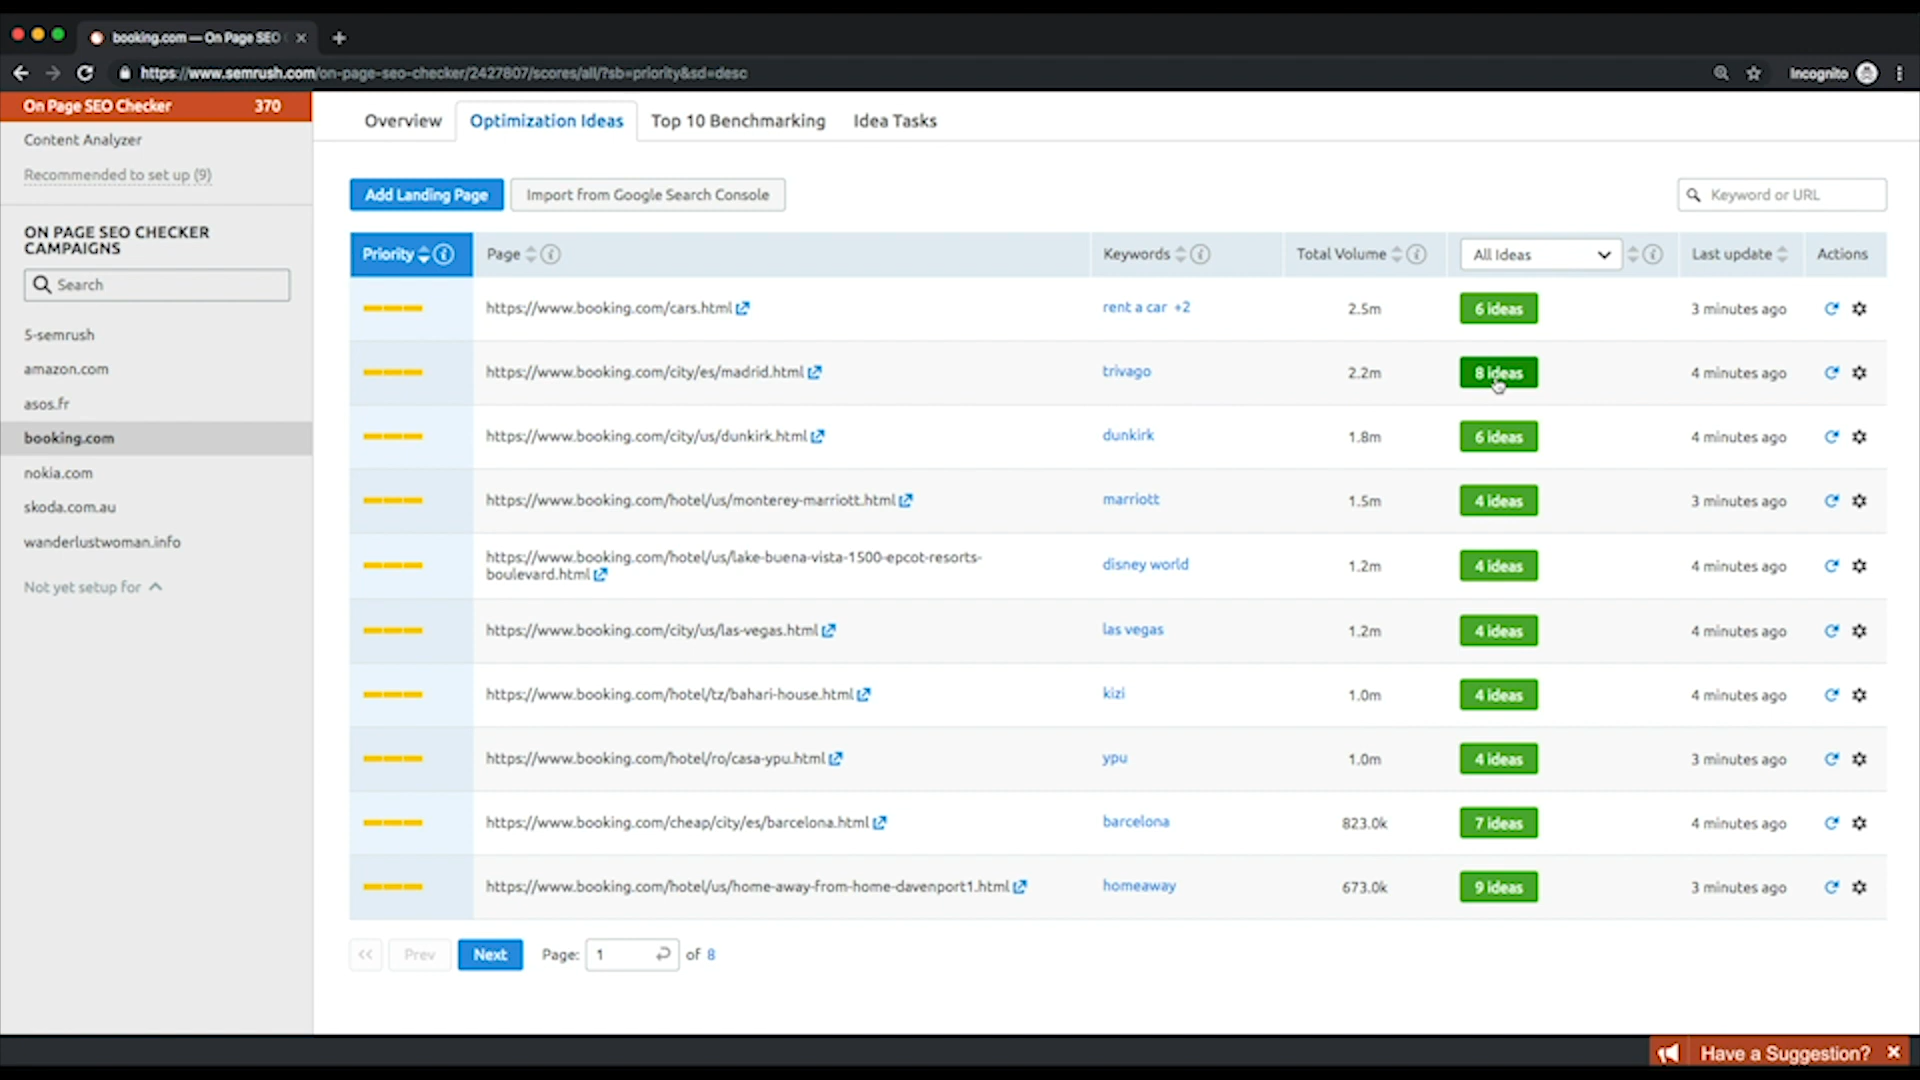 booking.com — On Page SEO
https://www.semrush.com/on-page-seo-checker/2427807/scores/all/?sb=priority&sd=desc
Incognito
On Page SEO Checker 370
Content Analyzer
Recommended to set up (9)
ON PAGE SEO CHECKER
CAMPAIGNS
Search
5-semrush
amazon.com
asos.fr
booking.com
nokia.com
skoda.com.au
wanderlustwoman.info
Not yet setup for
Overview Optimization Ideas Top 10 Benchmarking Idea Tasks
Add Landing Page Import from Google Search Console Keyword or URL
Priority Page Keywords Total Volume All Ideas Last update Actions
https://www.booking.com/cars.html rent a car +2 2.5m 6 ideas 3 minutes ago
https://www.booking.com/city/es/madrid.html trivago 2.2m 8 ideas 4 minutes ago
https://www.booking.com/city/us/dunkirk.html dunkirk 1.8m 6 ideas 4 minutes ago
https://www.booking.com/hotel/us/monterey-marriott.html marriott 1.5m 4 ideas 3 minutes ago
https://www.booking.com/hotel/us/lake-buena-vista-1500-epcot-resorts-
boulevard.html disney world 1.2m 4 ideas 4 minutes ago
https://www.booking.com/city/us/las-vegas.html las vegas 1.2m 4 ideas 4 minutes ago
https://www.booking.com/hotel/tz/bahari-house.html kizi 1.0m 4 ideas 4 minutes ago
https://www.booking.com/hotel/ro/casa-ypu.html ypu 1.0m 4 ideas 3 minutes ago
https://www.booking.com/cheap/city/es/barcelona.html barcelona 823.0k 7 ideas 4 minutes ago
https://www.booking.com/hotel/us/home-away-from-home-davenport1.html homeaway 673.0k 9 ideas 3 minutes ago
<< Prev Next Page: 1 of 8
Have a Suggestion?